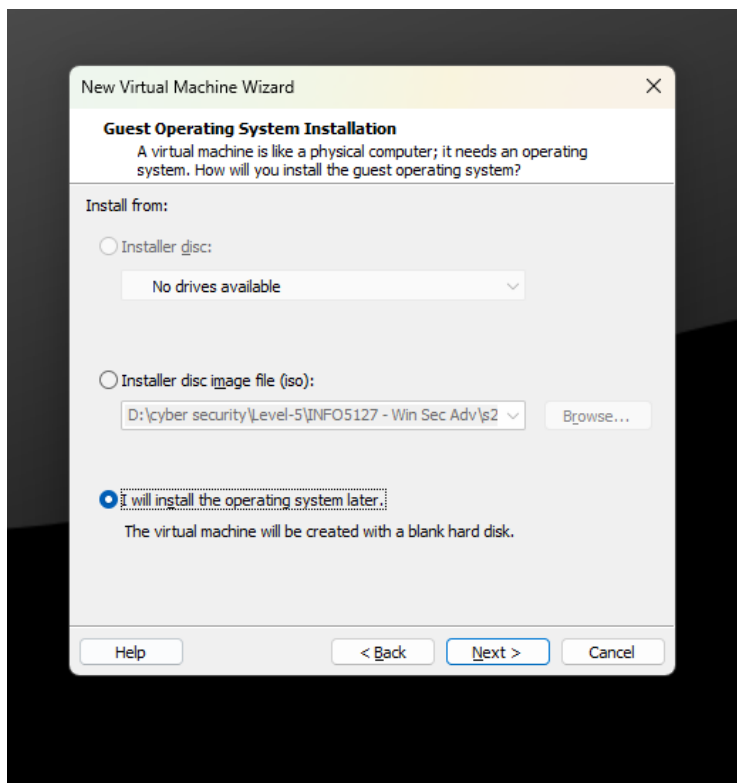 New Virtual Machine Wizard
Guest Operating System Installation
A virtual machine is like a physical computer; it needs an operating
system. How will you install the guest operating system?
Install from:
Installer disc:
No drives available
Installer disc image file (iso):
D:\cyber security\Level-5\INFO5127 - Win Sec Adv\s2
Browse...
I will install the operating system later.
The virtual machine will be created with a blank hard disk.
Help
< Back
Next >
Cancel